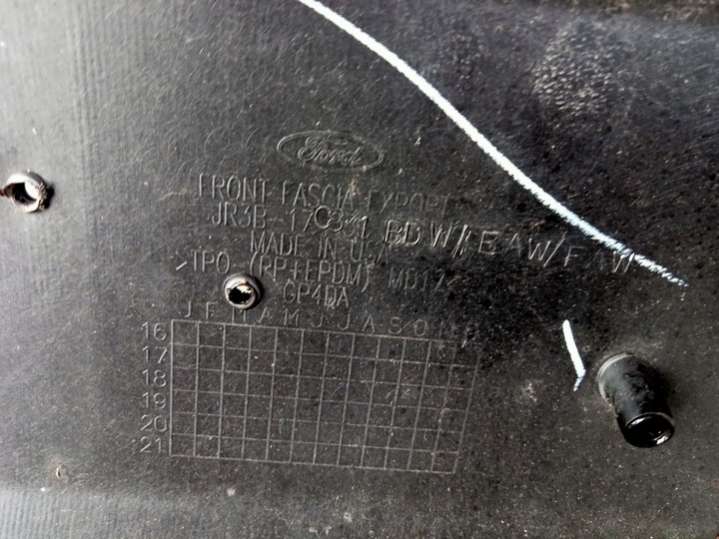 Ford
FRONT FASCIA EXPORT
JR3B-17C831 BDW/EAW/FAW
MADE IN U.S.A
>TPO (PP+EPDM) MD17<
GP4DA
J F M A M J J A S O N D
16
17
18
19
20
21